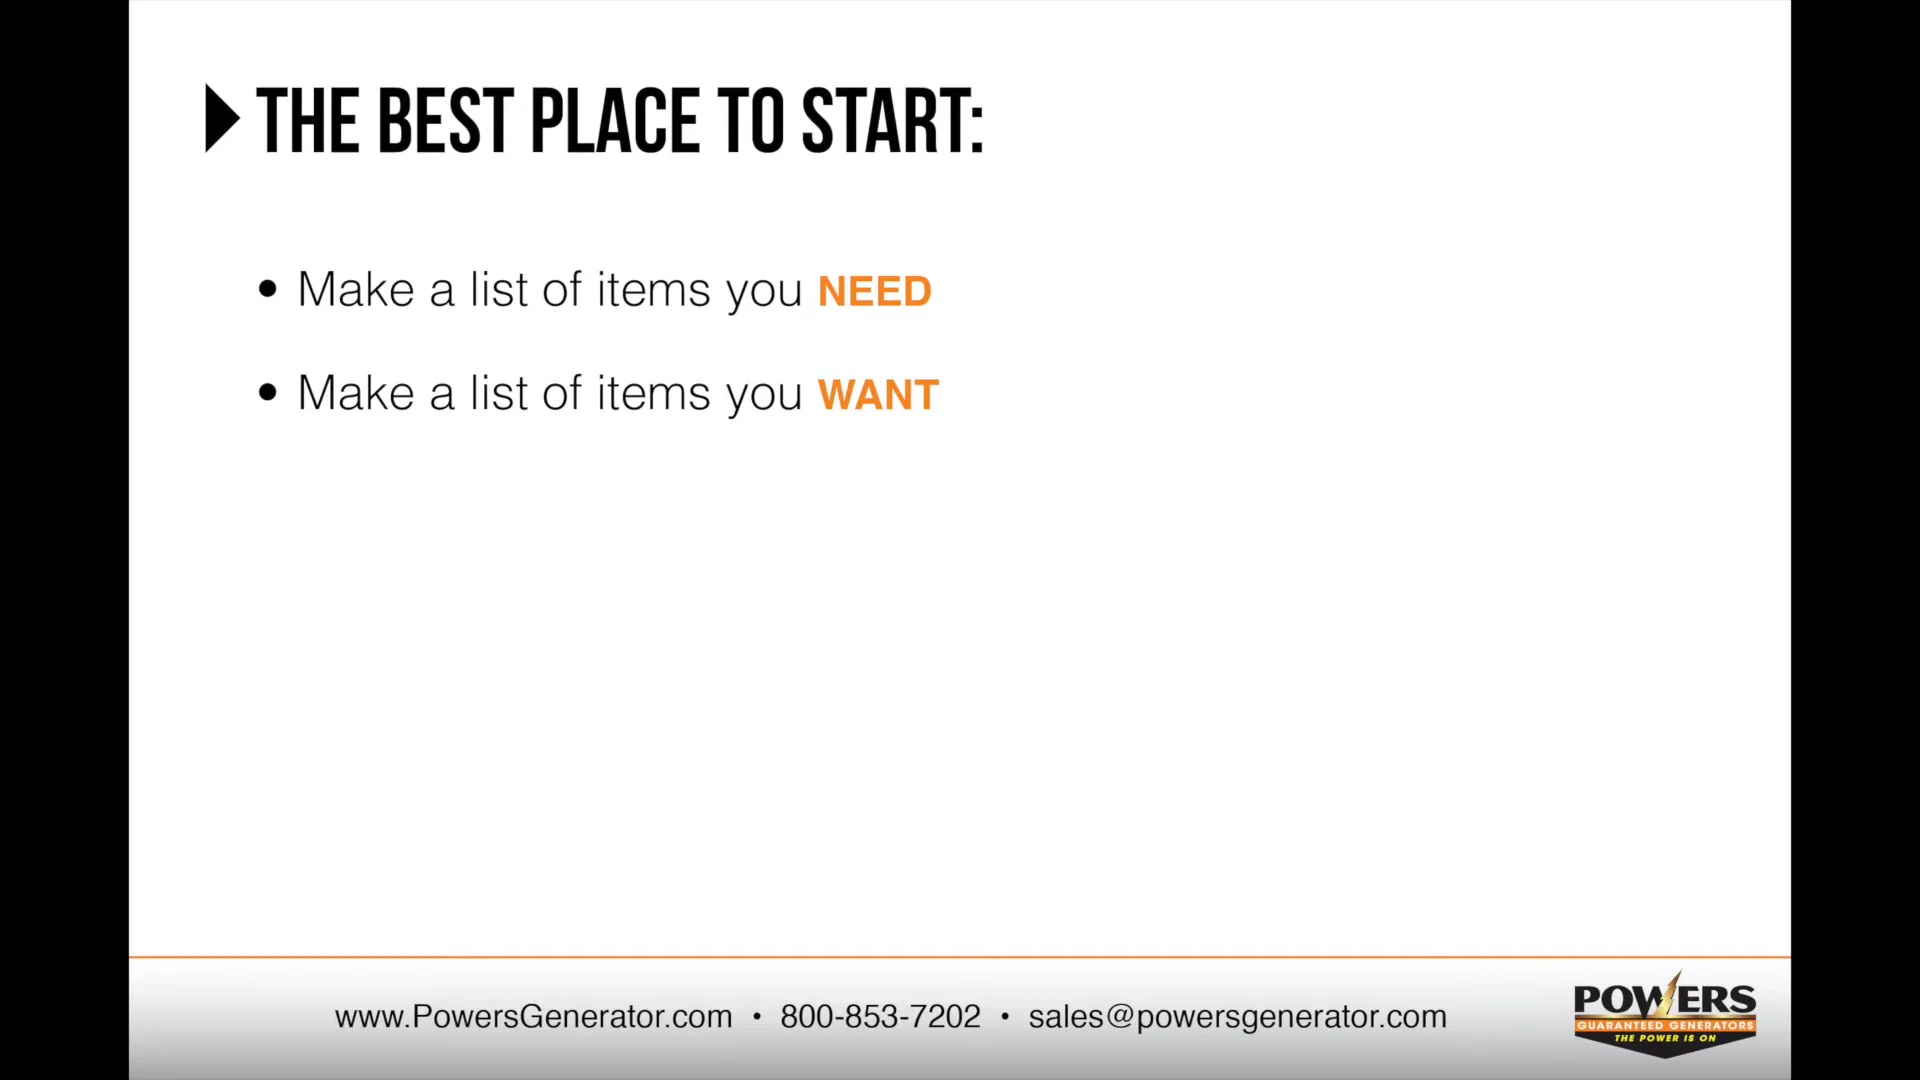 THE BEST PLACE TO START:
• Make a list of items you NEED
• Make a list of items you WANT
www.PowersGenerator.com • 800-853-7202 • sales@powersgenerator.com
POWERS
GUARANTEED GENERATORS
THE POWER IS ON